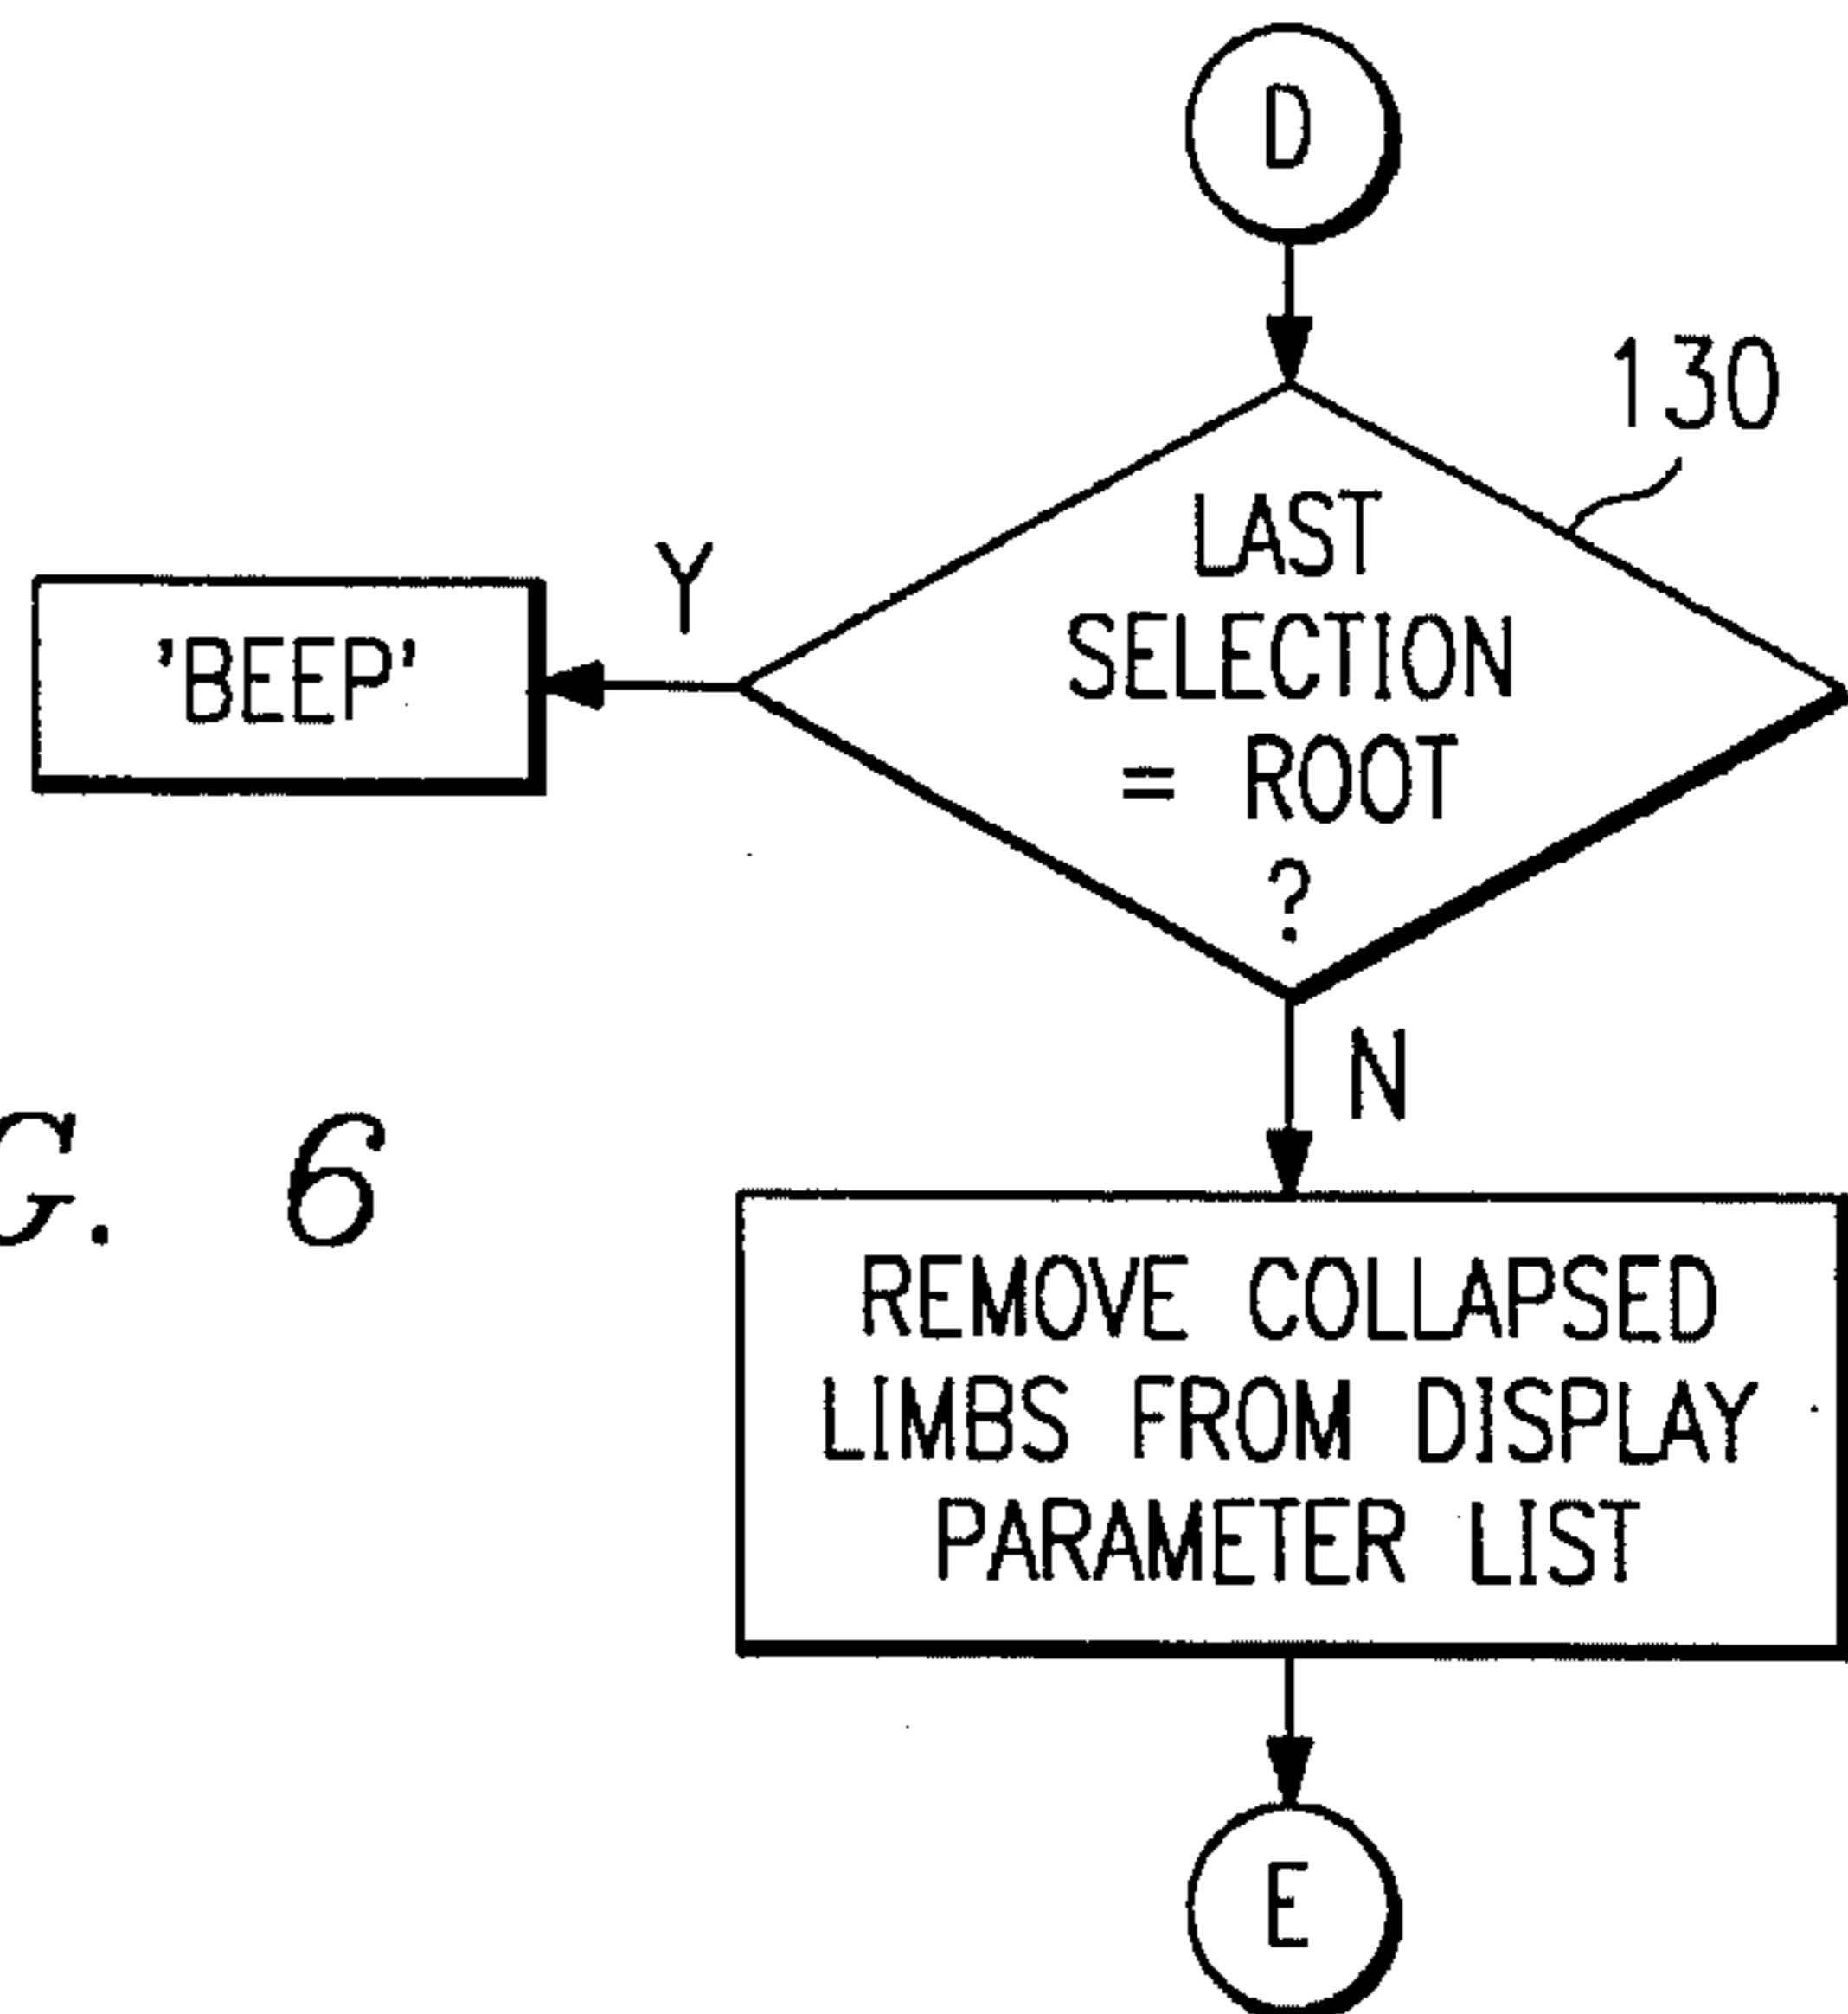 D
130
LAST
SELECTION
= ROOT
?
Y
'BEEP'
N
G. 6
REMOVE COLLAPSED
LIMBS FROM DISPLAY
PARAMETER LIST
E